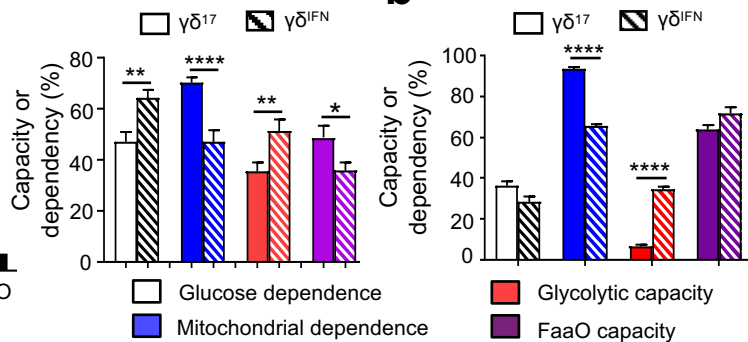 b
γδ¹⁷ γδᴵᶠᴺ
Capacity or
dependency (%)
80
60
40
20
0
** **** ** *
γδ¹⁷ γδᴵᶠᴺ
Capacity or
dependency (%)
100
80
60
40
20
0
**** ****
O
Glucose dependence
Mitochondrial dependence
Glycolytic capacity
FaaO capacity